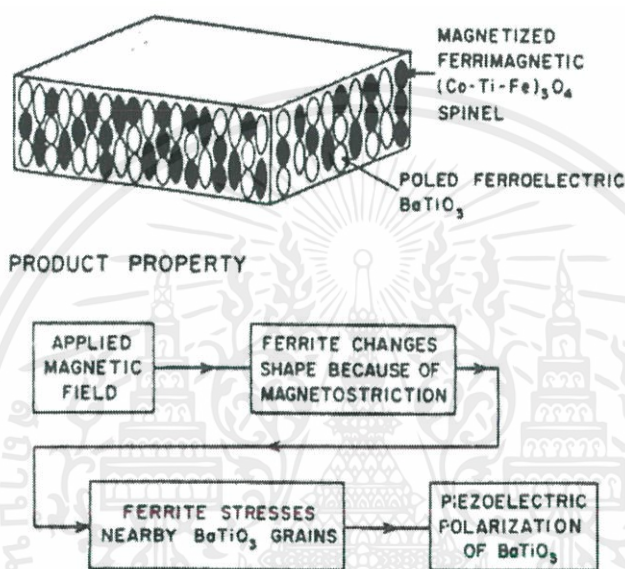 MAGNETIZED
FERRIMAGNETIC
(Co-Ti-Fe)₃O₄
SPINEL
POLED FERROELECTRIC
BaTiO₃
PRODUCT PROPERTY
APPLIED
MAGNETIC
FIELD
FERRITE CHANGES
SHAPE BECAUSE OF
MAGNETOSTRICTION
FERRITE STRESSES
NEARBY BaTiO₃ GRAINS
PIEZOELECTRIC
POLARIZATION
OF BaTiO₃